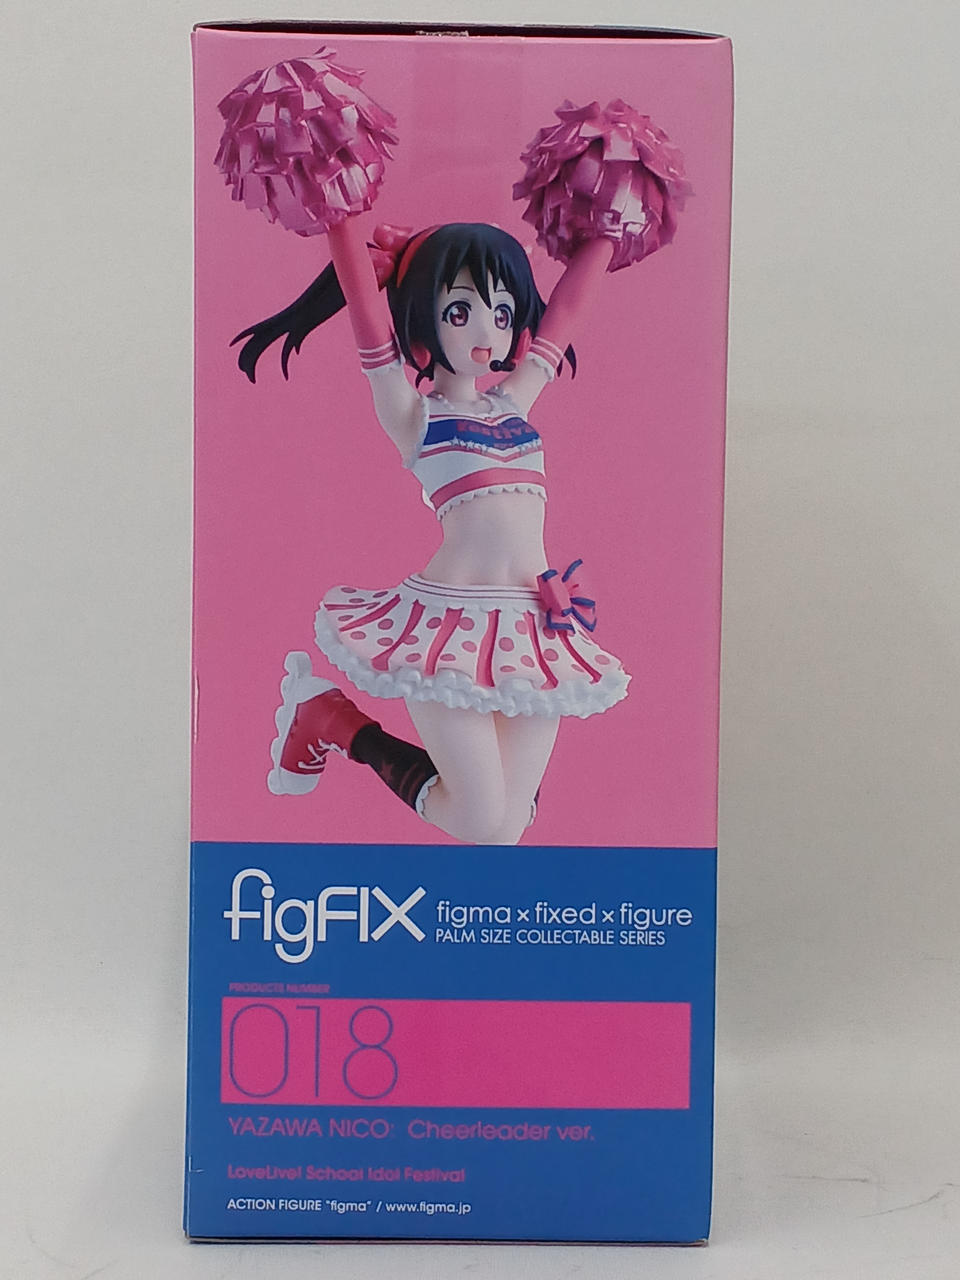 Festival
figFIX
figma×fixed×figure
PALM SIZE COLLECTABLE SERIES
PRODUCTS NUMBER
018
YAZAWA NICO: Cheerleader ver.
LoveLive! School Idol Festival
ACTION FIGURE "figma" / www.figma.jp